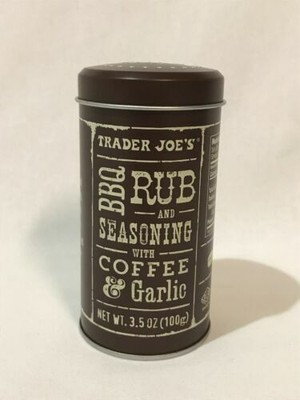 TRADER JOE'S®
BBQ RUB
AND
SEASONING
WITH
COFFEE
& Garlic
NET WT. 3.5 OZ (100g)